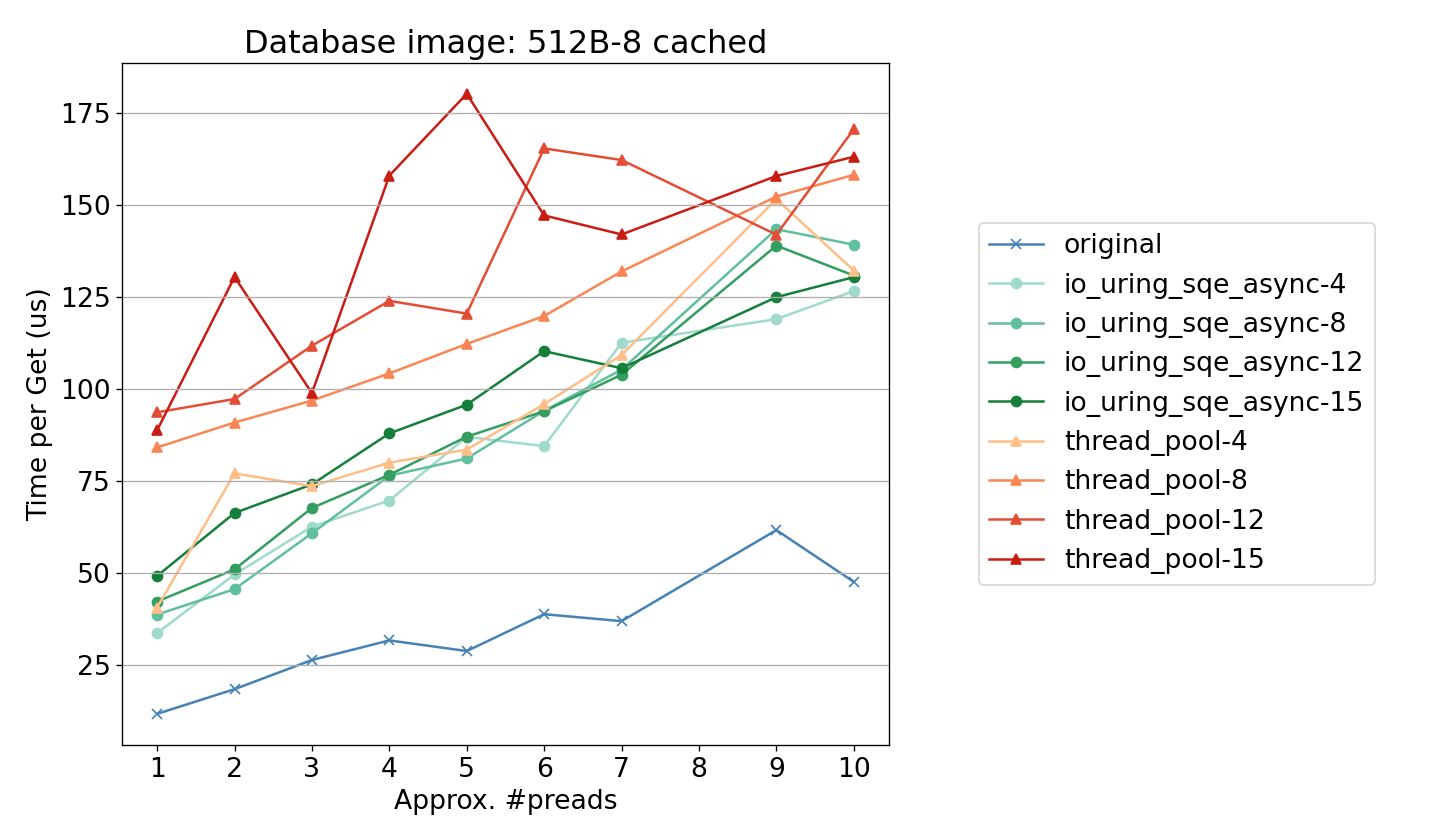 Database image: 512B-8 cached
Time per Get (us)
175
150
125
100
75
50
25
1 2 3 4 5 6 7 8 9 10
Approx. #preads
original
io_uring_sqe_async-4
io_uring_sqe_async-8
io_uring_sqe_async-12
io_uring_sqe_async-15
thread_pool-4
thread_pool-8
thread_pool-12
thread_pool-15